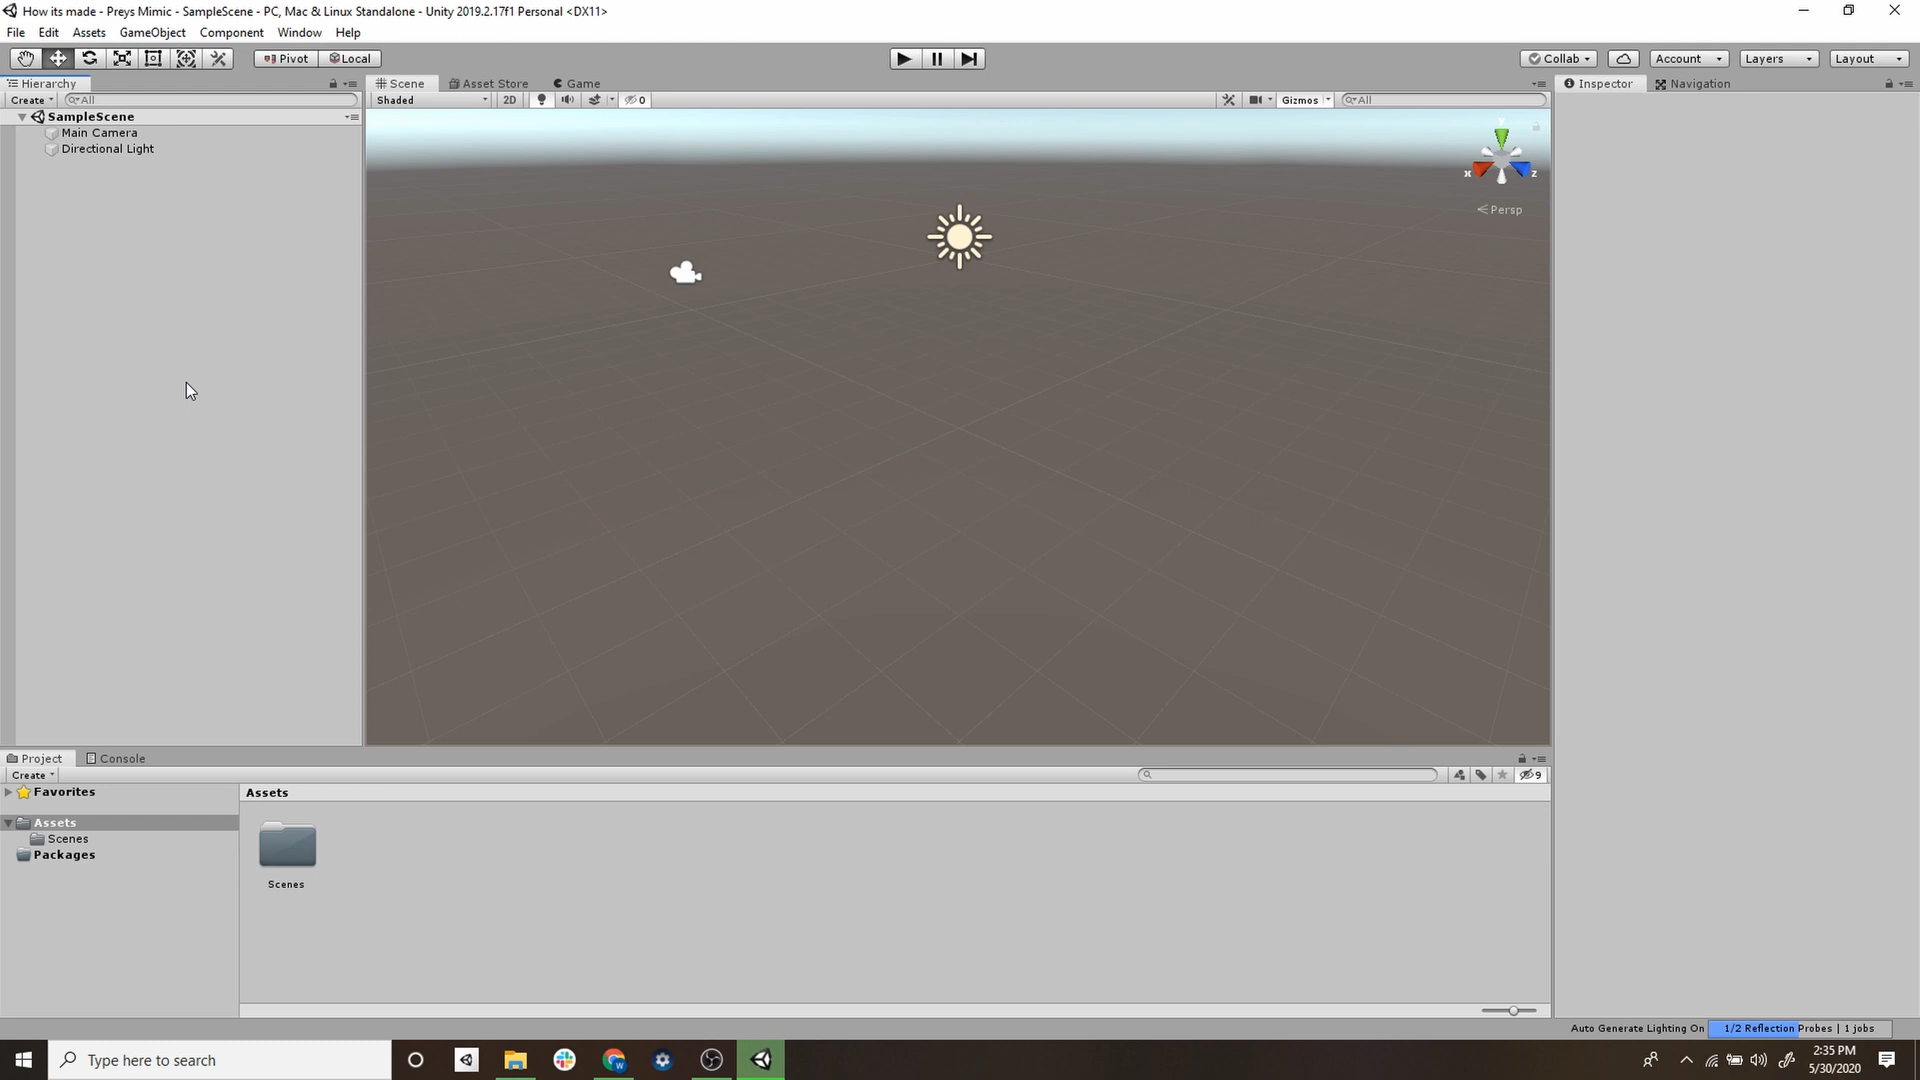 How its made - Preys Mimic - SampleScene - PC, Mac & Linux Standalone - Unity 2019.2.17f1 Personal <DX11>
File Edit Assets GameObject Component Window Help
Pivot Local Collab Account Layers Layout
Hierarchy Scene Asset Store Game Inspector Navigation
Create All Shaded 2D 0 Gizmos All
SampleScene
Main Camera
Directional Light
y
x z
Persp
Project Console
Create 9
Favorites Assets
Assets
Scenes
Packages
Scenes
Auto Generate Lighting On 1/2 Reflection Probes | 1 jobs
Type here to search
2:35 PM
5/30/2020